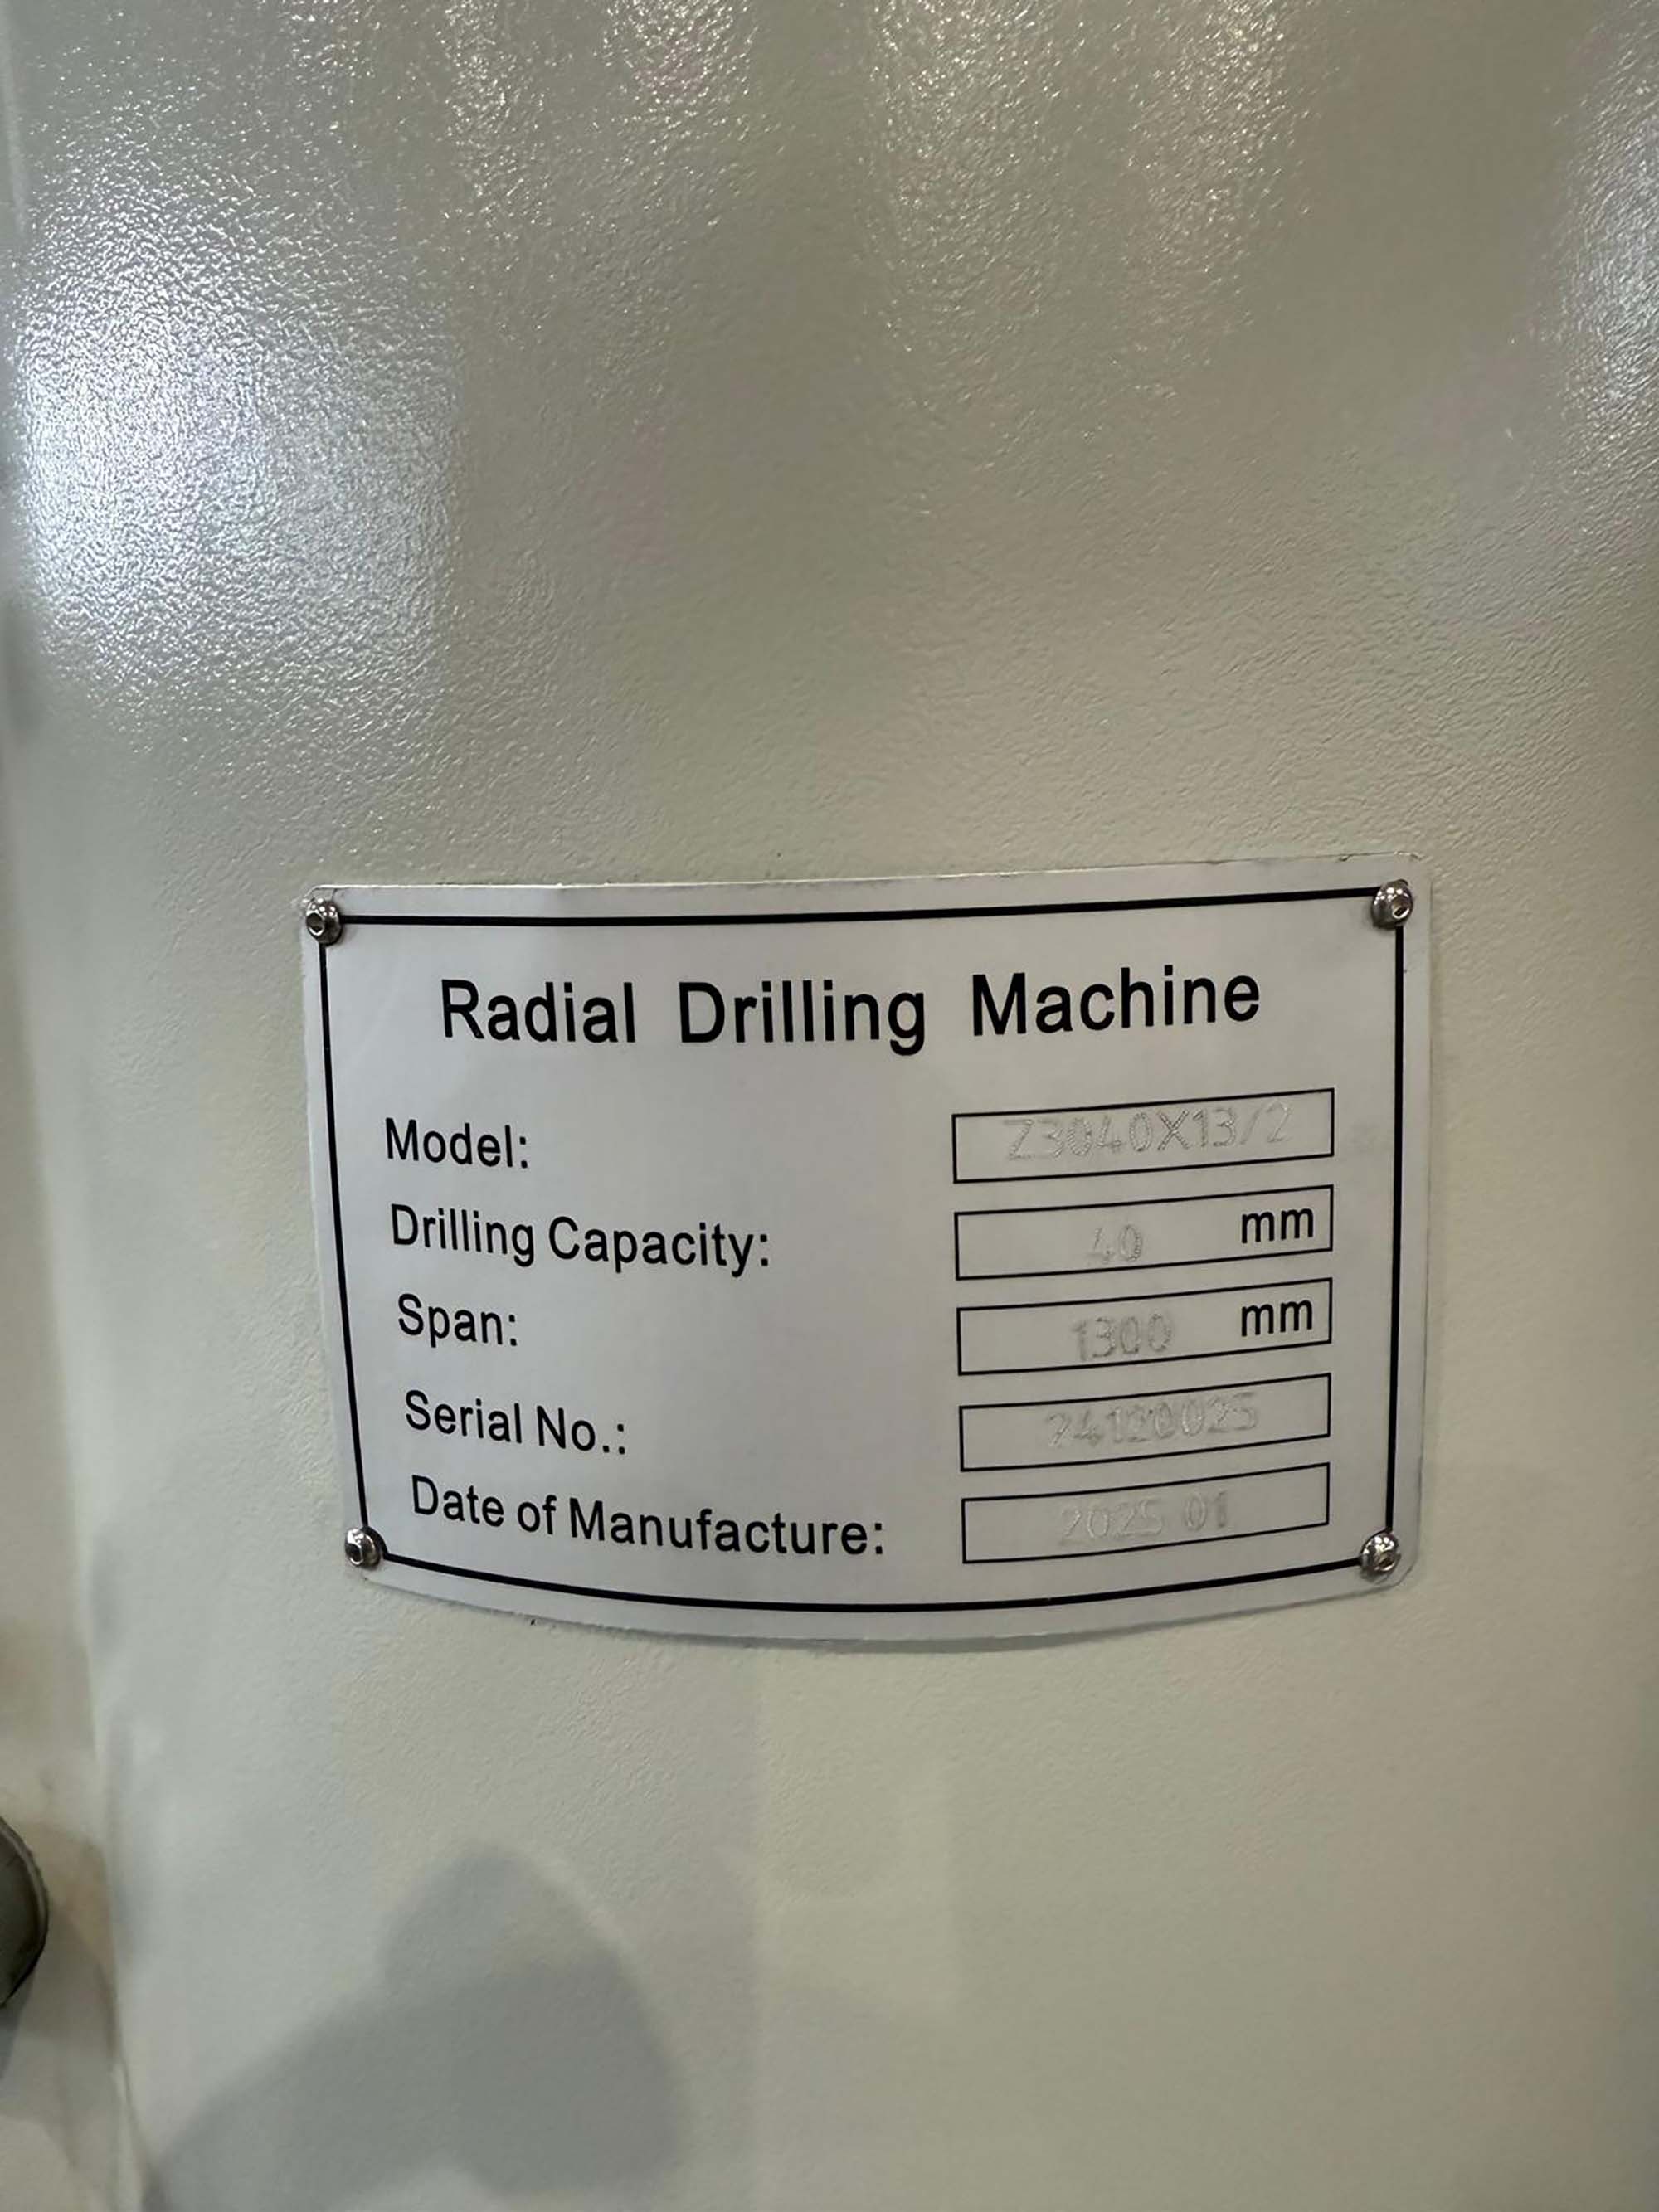 Radial Drilling Machine
Model: Z3040X13/2
Drilling Capacity: 40 mm
Span: 1300 mm
Serial No.: 24120025
Date of Manufacture: 2025 01